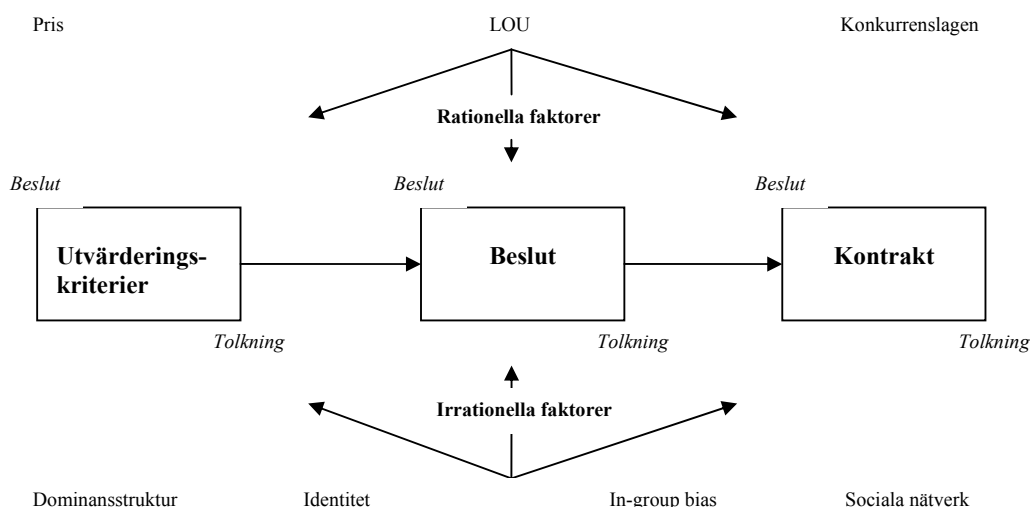 Pris LOU Konkurrenslagen
Rationella faktorer
Beslut Beslut Beslut
Utvärderings-
kriterier
Beslut
Kontrakt
Tolkning Tolkning Tolkning
Irrationella faktorer
Dominansstruktur Identitet In-group bias Sociala nätverk